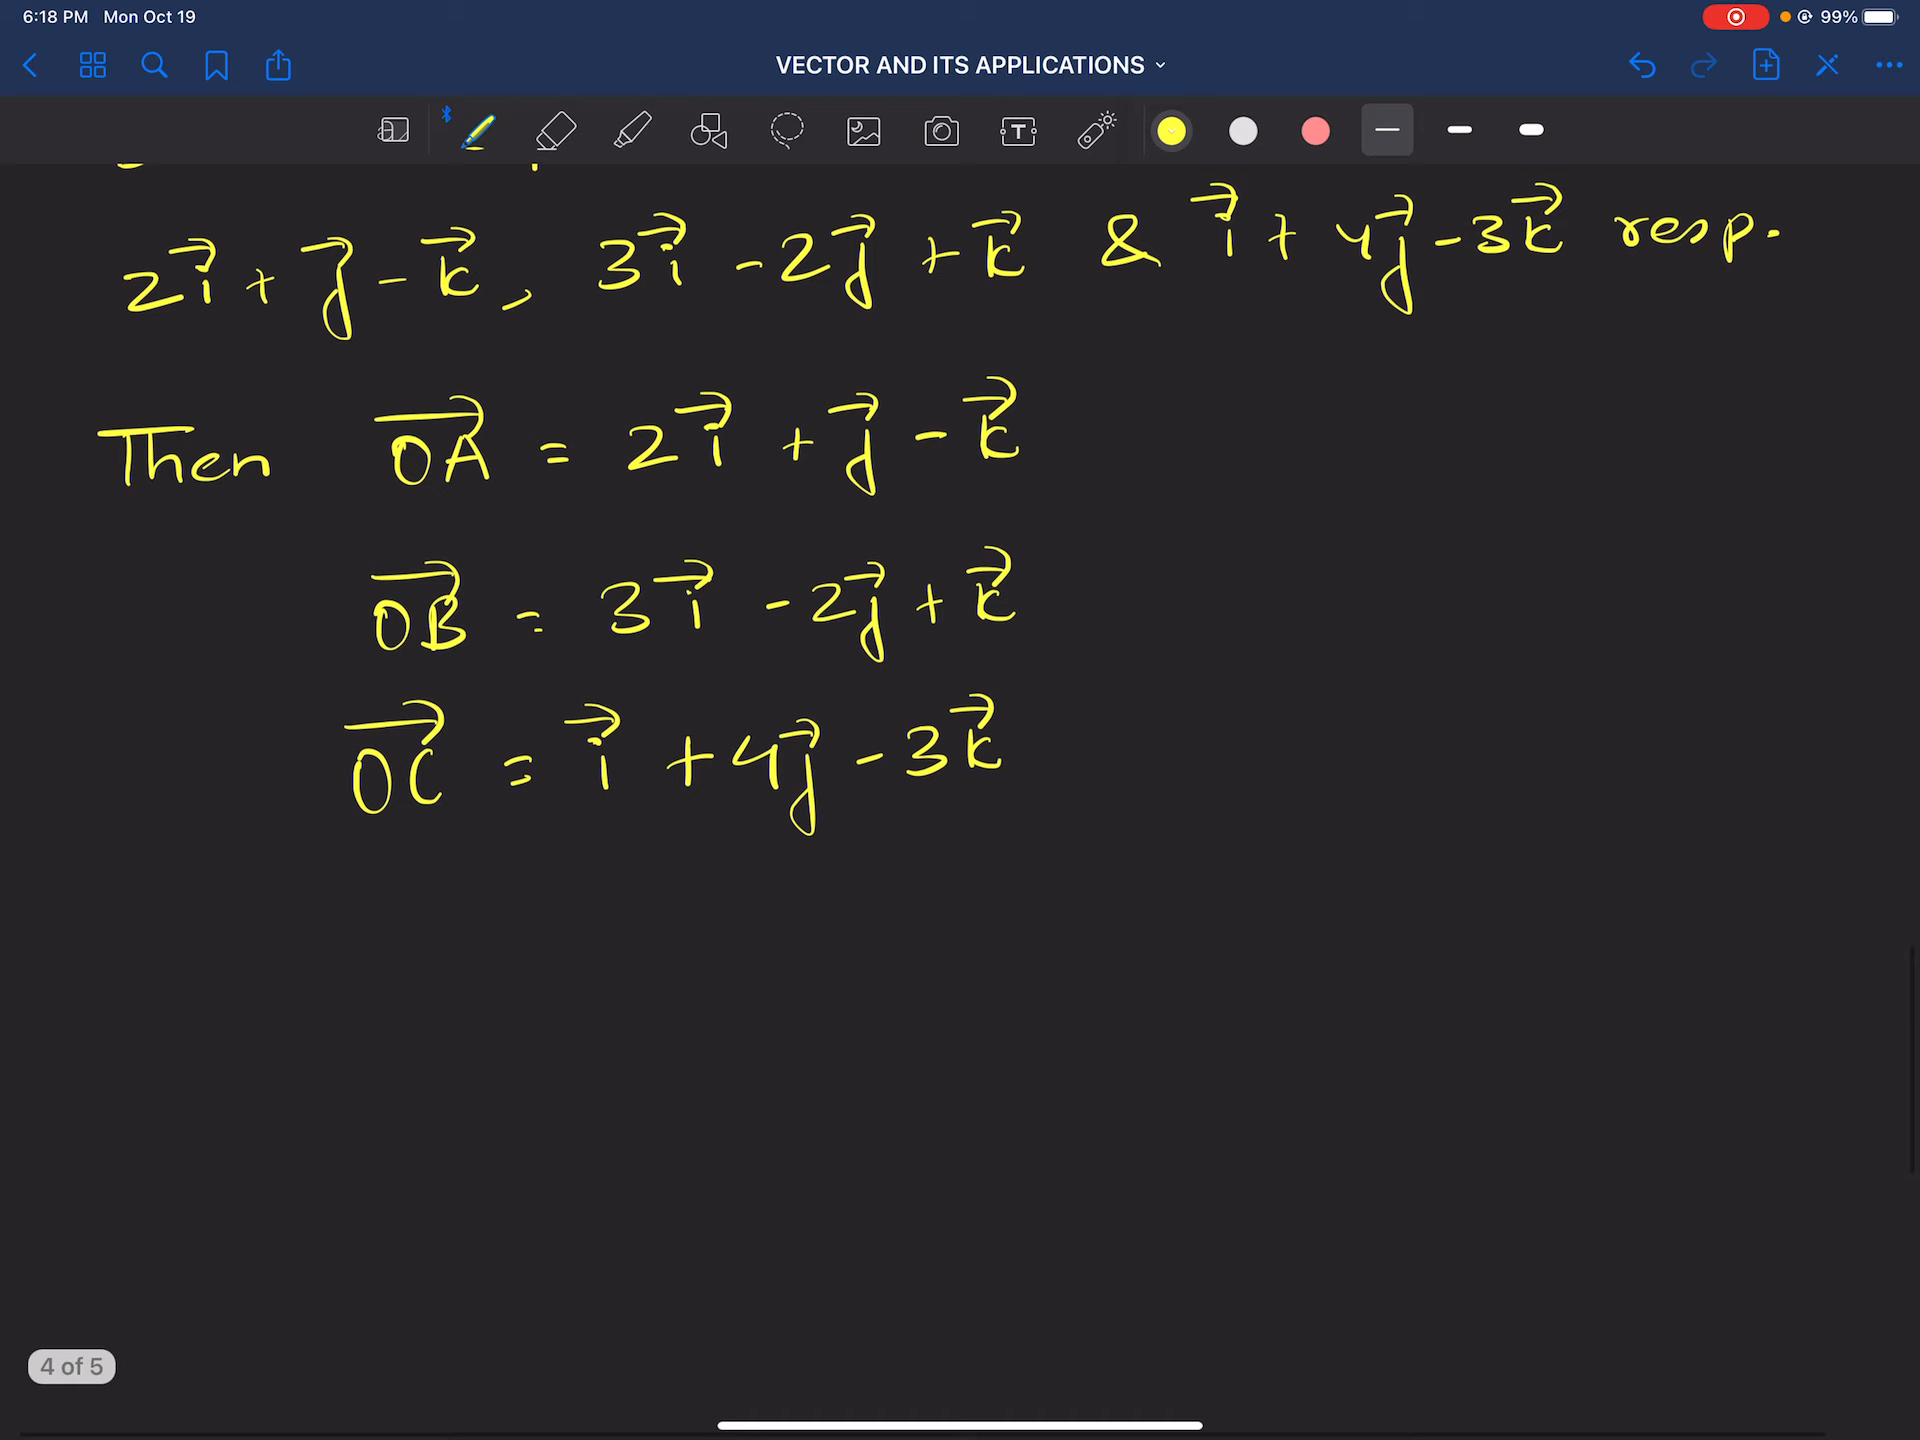 6:18 PM Mon Oct 19
99%
VECTOR AND ITS APPLICATIONS
T
2i⃗ + j⃗ - k⃗, 3i⃗ - 2j⃗ + k⃗ & i⃗ + 4j⃗ - 3k⃗ resp.
Then OA⃗ = 2i⃗ + j⃗ - k⃗
OB⃗ = 3i⃗ - 2j⃗ + k⃗
OC⃗ = i⃗ + 4j⃗ - 3k⃗
4 of 5